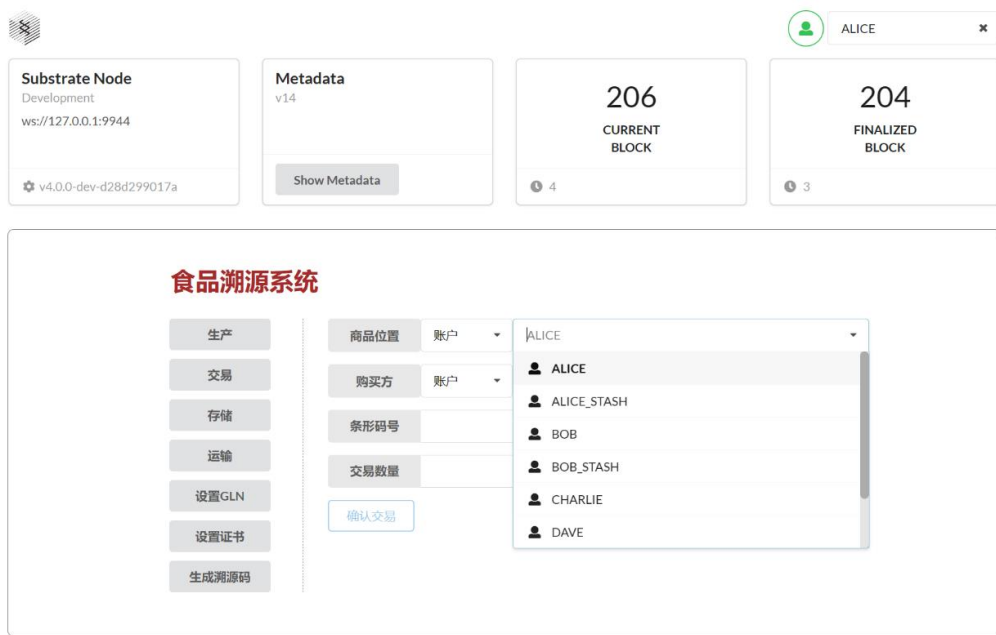 ALICE
Substrate Node
Development
ws://127.0.0.1:9944
v4.0.0-dev-d28d299017a
Metadata
v14
Show Metadata
206
CURRENT
BLOCK
4
204
FINALIZED
BLOCK
3
食品溯源系统
生产
交易
存储
运输
设置GLN
设置证书
生成溯源码
商品位置 账户 ALICE
购买方 账户
条形码号
交易数量
确认交易
ALICE
ALICE_STASH
BOB
BOB_STASH
CHARLIE
DAVE